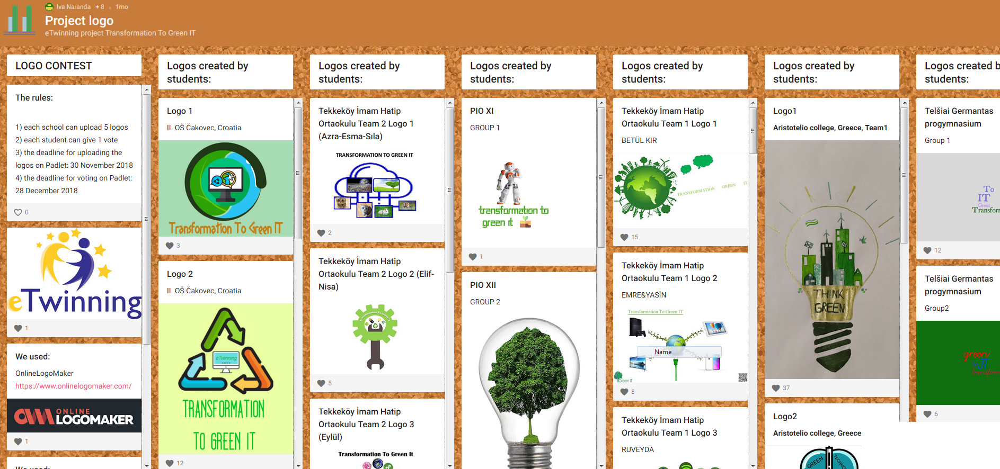 Iva Naranđa + 8 • 1mo
Project logo
eTwinning project Transformation To Green IT
LOGO CONTEST
The rules:
1) each school can upload 5 logos
2) each student can give 1 vote
3) the deadline for uploading the
logos on Padlet: 30 November 2018
4) the deadline for voting on Padlet:
28 December 2018
0
eTwinning
1
We used:
OnlineLogoMaker
https://www.onlinelogomaker.com/
ONLINE
LOGOMAKER
1
We used:
Logos created by
students:
Logo 1
II. OŠ Čakovec, Croatia
Transformation To Green IT
3
Logo 2
II. OŠ Čakovec, Croatia
eTwinning
TRANSFORMATION
TO GREEN IT
12
Logos created by
students:
Tekkeköy İmam Hatip
Ortaokulu Team 2 Logo 1
(Azra-Esma-Sıla)
TRANSFORMATION TO GREEN IT
2
Tekkeköy İmam Hatip
Ortaokulu Team 2 Logo 2 (Elif-
Nisa)
Transformation To Green IT
5
Tekkeköy İmam Hatip
Ortaokulu Team 2 Logo 3
(Eylül)
Transformation To Green It
Logos created by
students:
PIO XI
GROUP 1
transformation to
green it
1
PIO XII
GROUP 2
Logos created by
students:
Tekkeköy İmam Hatip
Ortaokulu Team 1 Logo 1
BETÜL KIR
TRANSFORMATION GREEN IT
15
Tekkeköy İmam Hatip
Ortaokulu Team 1 Logo 2
EMRE&YASİN
Transformation To Green IT
Name
Green IT
8
Tekkeköy İmam Hatip
Ortaokulu Team 1 Logo 3
RUVEYDA
Logos created by
students:
Logo1
Aristotelio college, Greece, Team1
THINK
GREEN
37
Logo2
Aristotelio college, Greece
GREEN TECHNO
Logos created b
students:
Telšiai Germantas
progymnasium
Group 1
To
IT
Green
Transfor
12
Telšiai Germantas
progymnasium
Group2
green
IT
Transform
6